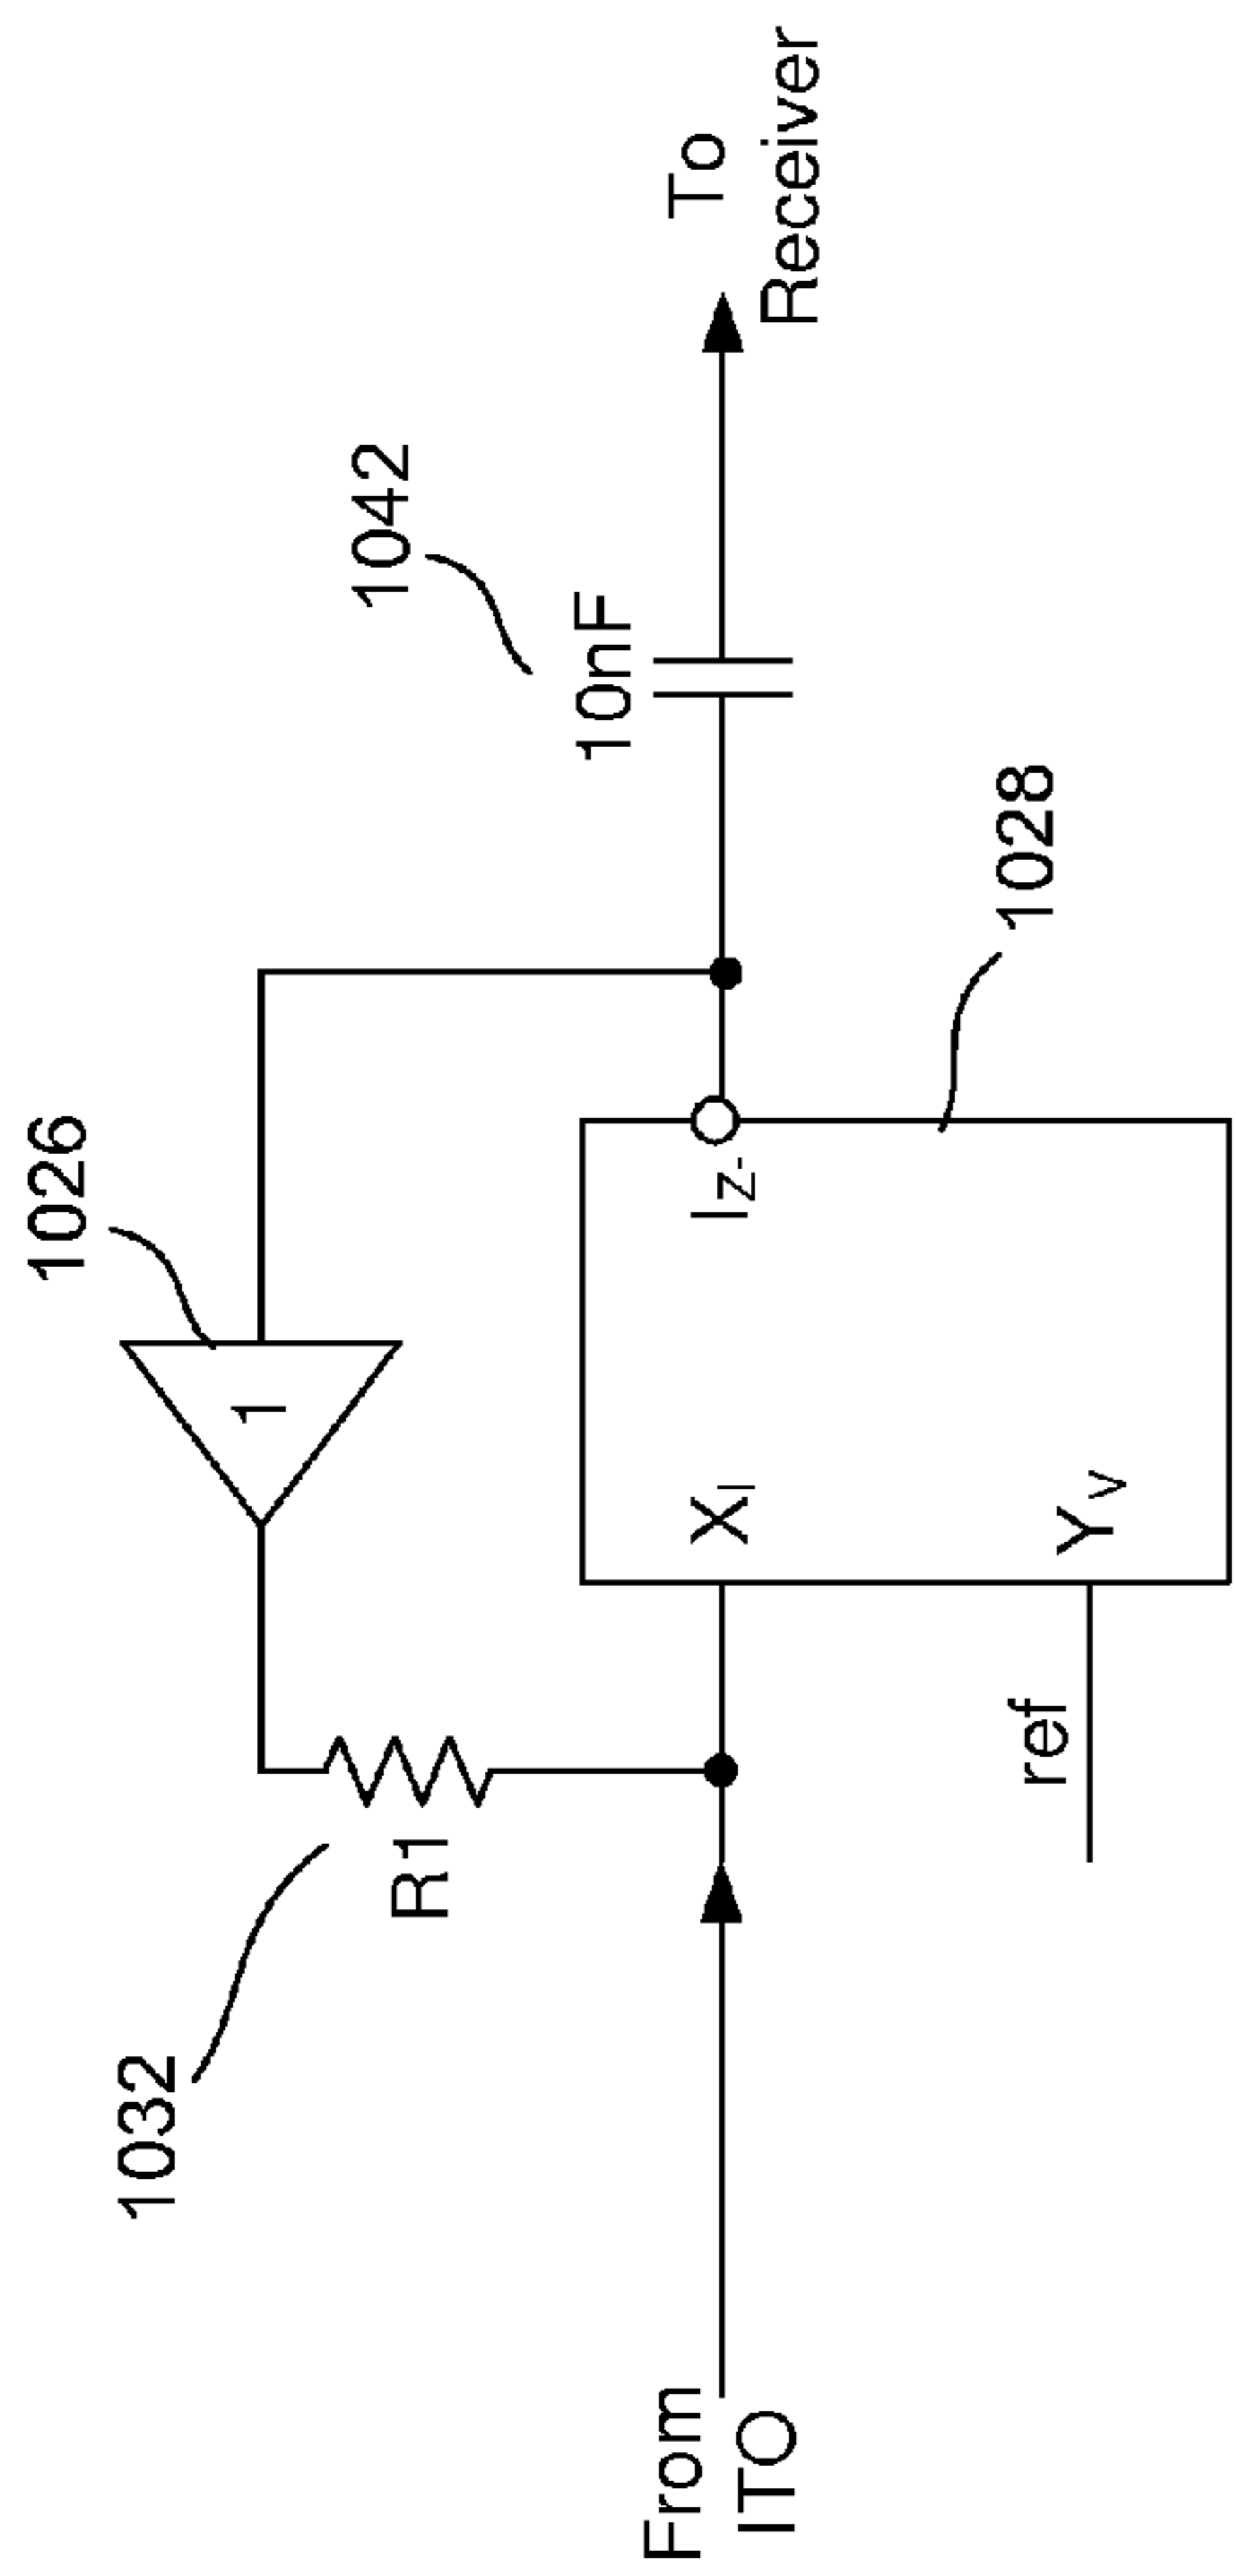 1026
1
1032
R1
1042
10nF
From
ITO
To
Receiver
XI
IZ-
YV
ref
1028